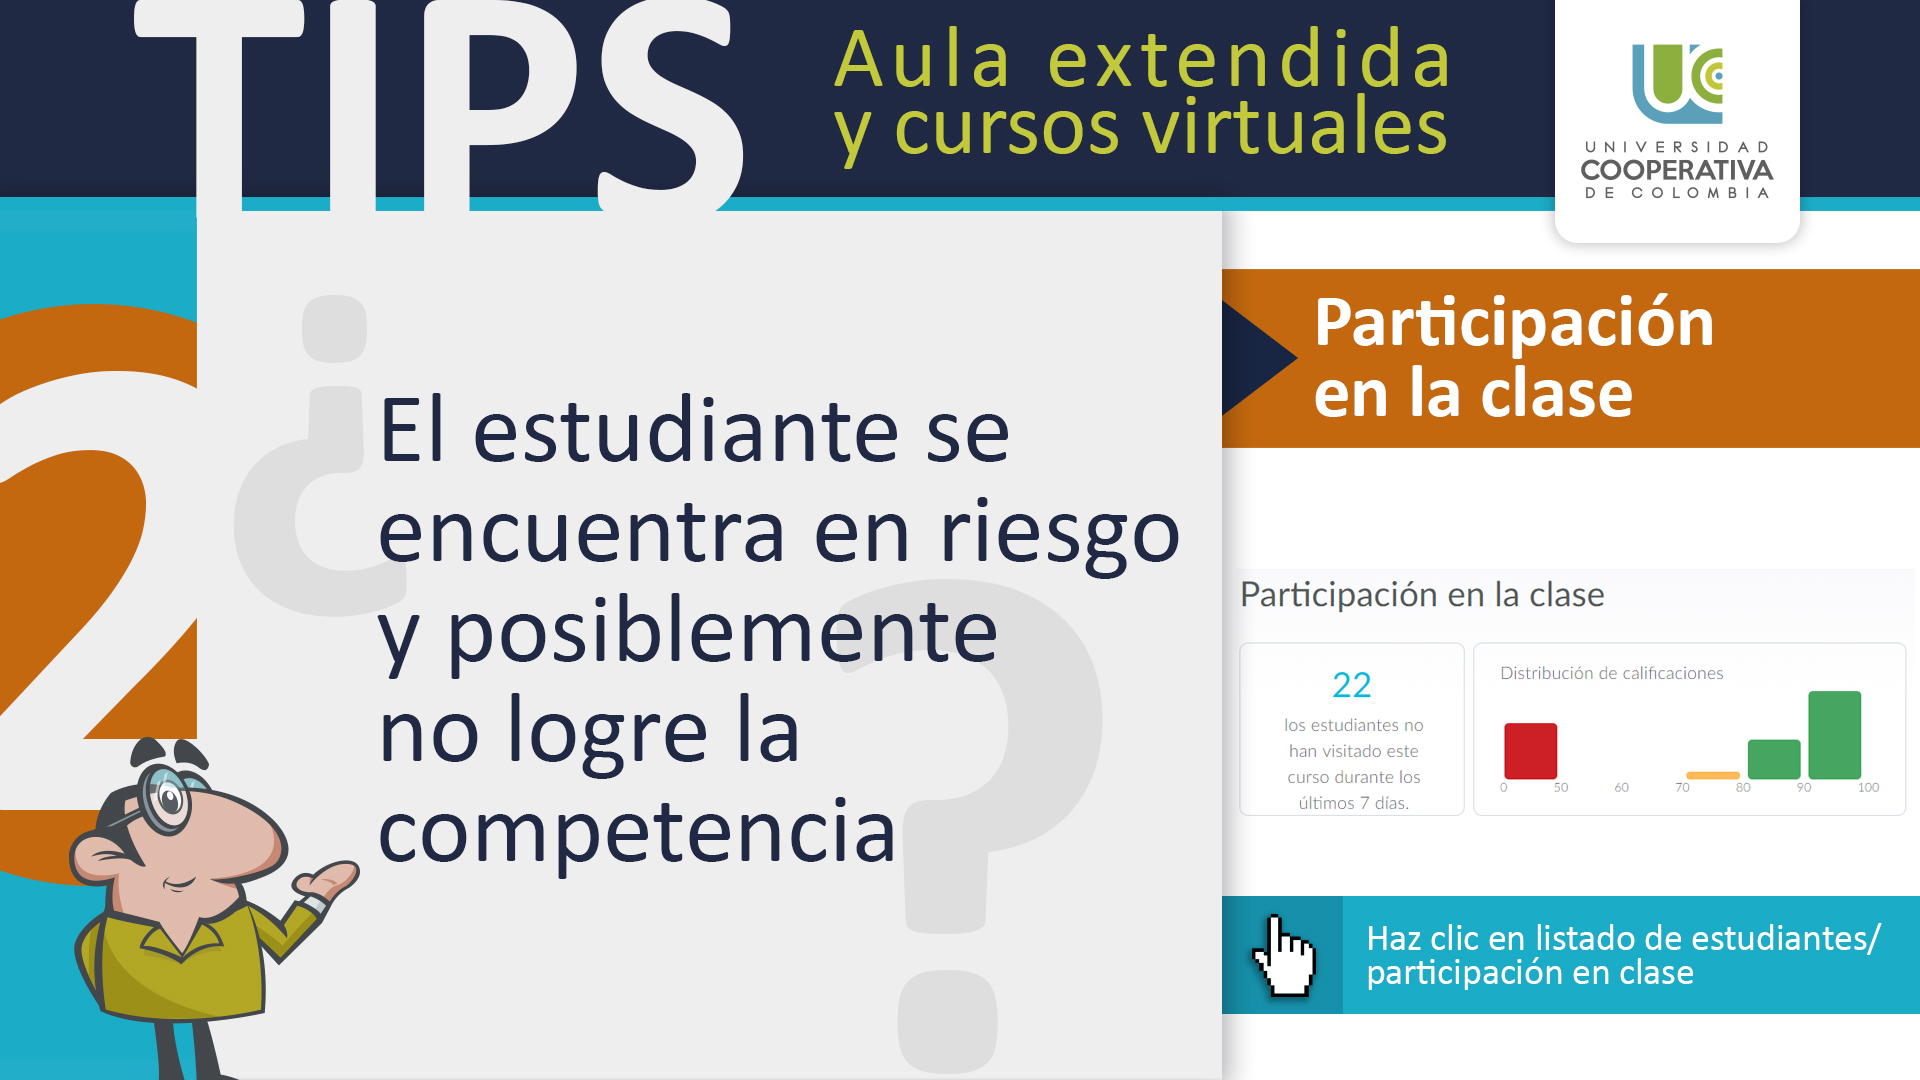 TIPS
Aula extendida
y cursos virtuales
UNIVERSIDAD
COOPERATIVA
DE COLOMBIA
2
¿
El estudiante se
encuentra en riesgo
y posiblemente
no logre la
competencia
?
Participación
en la clase
Participación en la clase
22
los estudiantes no
han visitado este
curso durante los
últimos 7 días.
Distribución de calificaciones
0 50 60 70 80 90 100
Haz clic en listado de estudiantes/
participación en clase